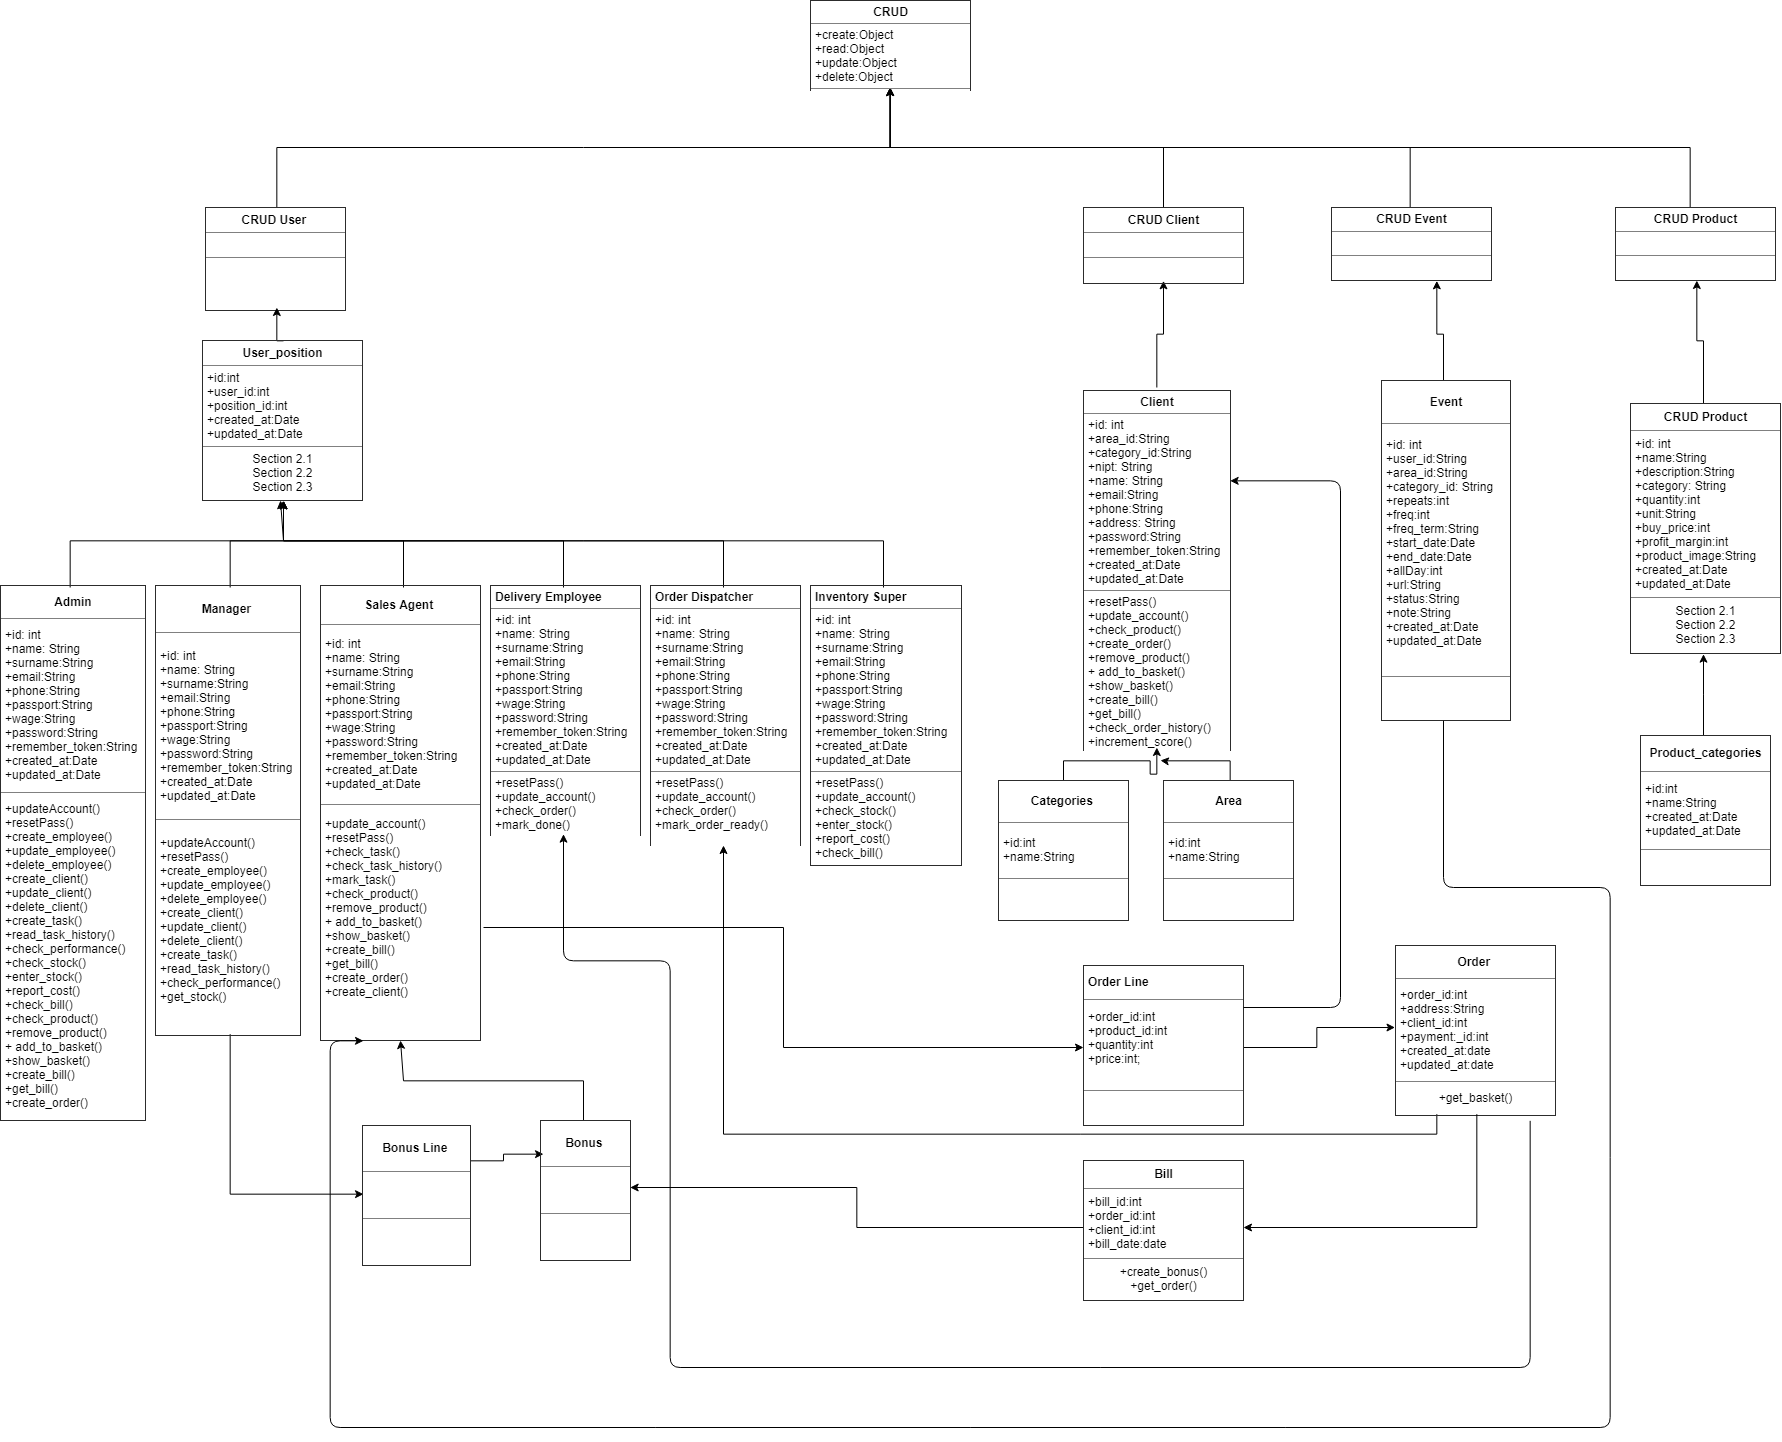 CRUD
+create:Object
+read:Object
+update:Object
+delete:Object
CRUD User
CRUD Client
CRUD Event
CRUD Product
User_position
+id:int
+user_id:int
+position_id:int
+created_at:Date
+updated_at:Date
Section 2.1
Section 2.2
Section 2.3
Client
+id: int
+area_id:String
+category_id:String
+nipt: String
+name: String
+email:String
+phone:String
+address: String
+password:String
+remember_token:String
+created_at:Date
+updated_at:Date
+resetPass()
+update_account()
+check_product()
+create_order()
+remove_product()
+ add_to_basket()
+show_basket()
+create_bill()
+get_bill()
+check_order_history()
+increment_score()
Event
+id: int
+user_id:String
+area_id:String
+category_id: String
+repeats:int
+freq:int
+freq_term:String
+start_date:Date
+end_date:Date
+allDay:int
+url:String
+status:String
+note:String
+created_at:Date
+updated_at:Date
CRUD Product
+id: int
+name:String
+description:String
+category: String
+quantity:int
+unit:String
+buy_price:int
+profit_margin:int
+product_image:String
+created_at:Date
+updated_at:Date
Section 2.1
Section 2.2
Section 2.3
Admin
+id: int
+name: String
+surname:String
+email:String
+phone:String
+passport:String
+wage:String
+password:String
+remember_token:String
+created_at:Date
+updated_at:Date
+updateAccount()
+resetPass()
+create_employee()
+update_employee()
+delete_employee()
+create_client()
+update_client()
+delete_client()
+create_task()
+read_task_history()
+check_performance()
+check_stock()
+enter_stock()
+report_cost()
+check_bill()
+check_product()
+remove_product()
+ add_to_basket()
+show_basket()
+create_bill()
+get_bill()
+create_order()
Manager
+id: int
+name: String
+surname:String
+email:String
+phone:String
+passport:String
+wage:String
+password:String
+remember_token:String
+created_at:Date
+updated_at:Date
+updateAccount()
+resetPass()
+create_employee()
+update_employee()
+delete_employee()
+create_client()
+update_client()
+delete_client()
+create_task()
+read_task_history()
+check_performance()
+get_stock()
Sales Agent
+id: int
+name: String
+surname:String
+email:String
+phone:String
+passport:String
+wage:String
+password:String
+remember_token:String
+created_at:Date
+updated_at:Date
+update_account()
+resetPass()
+check_task()
+check_task_history()
+mark_task()
+check_product()
+remove_product()
+ add_to_basket()
+show_basket()
+create_bill()
+get_bill()
+create_order()
+create_client()
Delivery Employee
+id: int
+name: String
+surname:String
+email:String
+phone:String
+passport:String
+wage:String
+password:String
+remember_token:String
+created_at:Date
+updated_at:Date
+resetPass()
+update_account()
+check_order()
+mark_done()
Order Dispatcher
+id: int
+name: String
+surname:String
+email:String
+phone:String
+passport:String
+wage:String
+password:String
+remember_token:String
+created_at:Date
+updated_at:Date
+resetPass()
+update_account()
+check_order()
+mark_order_ready()
Inventory Super
+id: int
+name: String
+surname:String
+email:String
+phone:String
+passport:String
+wage:String
+password:String
+remember_token:String
+created_at:Date
+updated_at:Date
+resetPass()
+update_account()
+check_stock()
+enter_stock()
+report_cost()
+check_bill()
Categories
+id:int
+name:String
Area
+id:int
+name:String
Product_categories
+id:int
+name:String
+created_at:Date
+updated_at:Date
Order Line
+order_id:int
+product_id:int
+quantity:int
+price:int;
Order
+order_id:int
+address:String
+client_id:int
+payment:_id:int
+created_at:date
+updated_at:date
+get_basket()
Bonus Line
Bonus
Bill
+bill_id:int
+order_id:int
+client_id:int
+bill_date:date
+create_bonus()
+get_order()